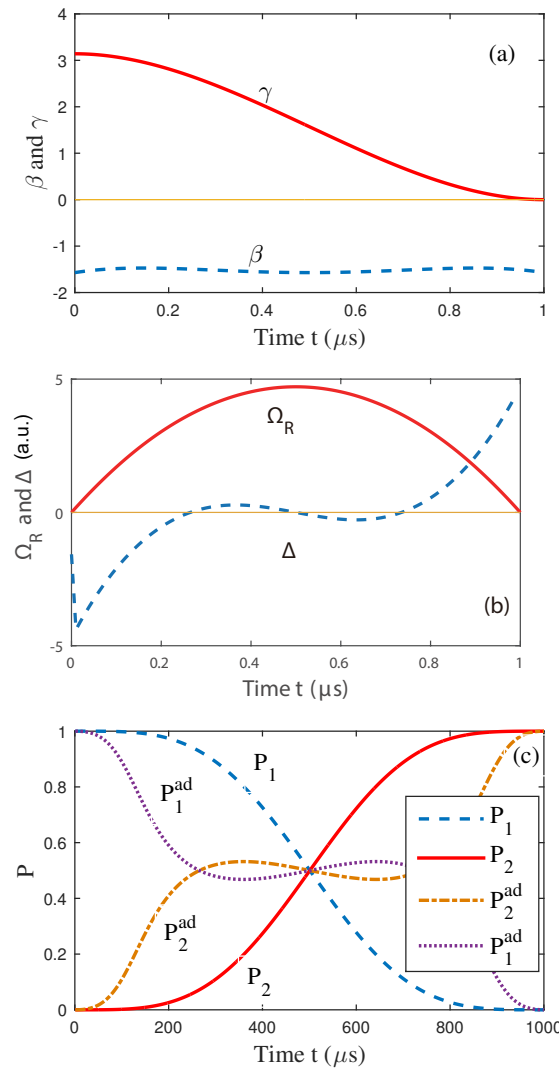 4
3
2
1
0
-1
-2
β and γ
(a)
γ
β
0 0.2 0.4 0.6 0.8 1
Time t (μs)
5
0
-5
Ω_R and Δ (a.u.)
Ω_R
Δ
(b)
0 0.2 0.4 0.6 0.8 1
Time t (μs)
1
0.8
0.6
0.4
0.2
0
P
(c)
P_1
P_1^ad
P_2^ad
P_2
P_1
P_2
P_2^ad
P_1^ad
0 200 400 600 800 1000
Time t (μs)